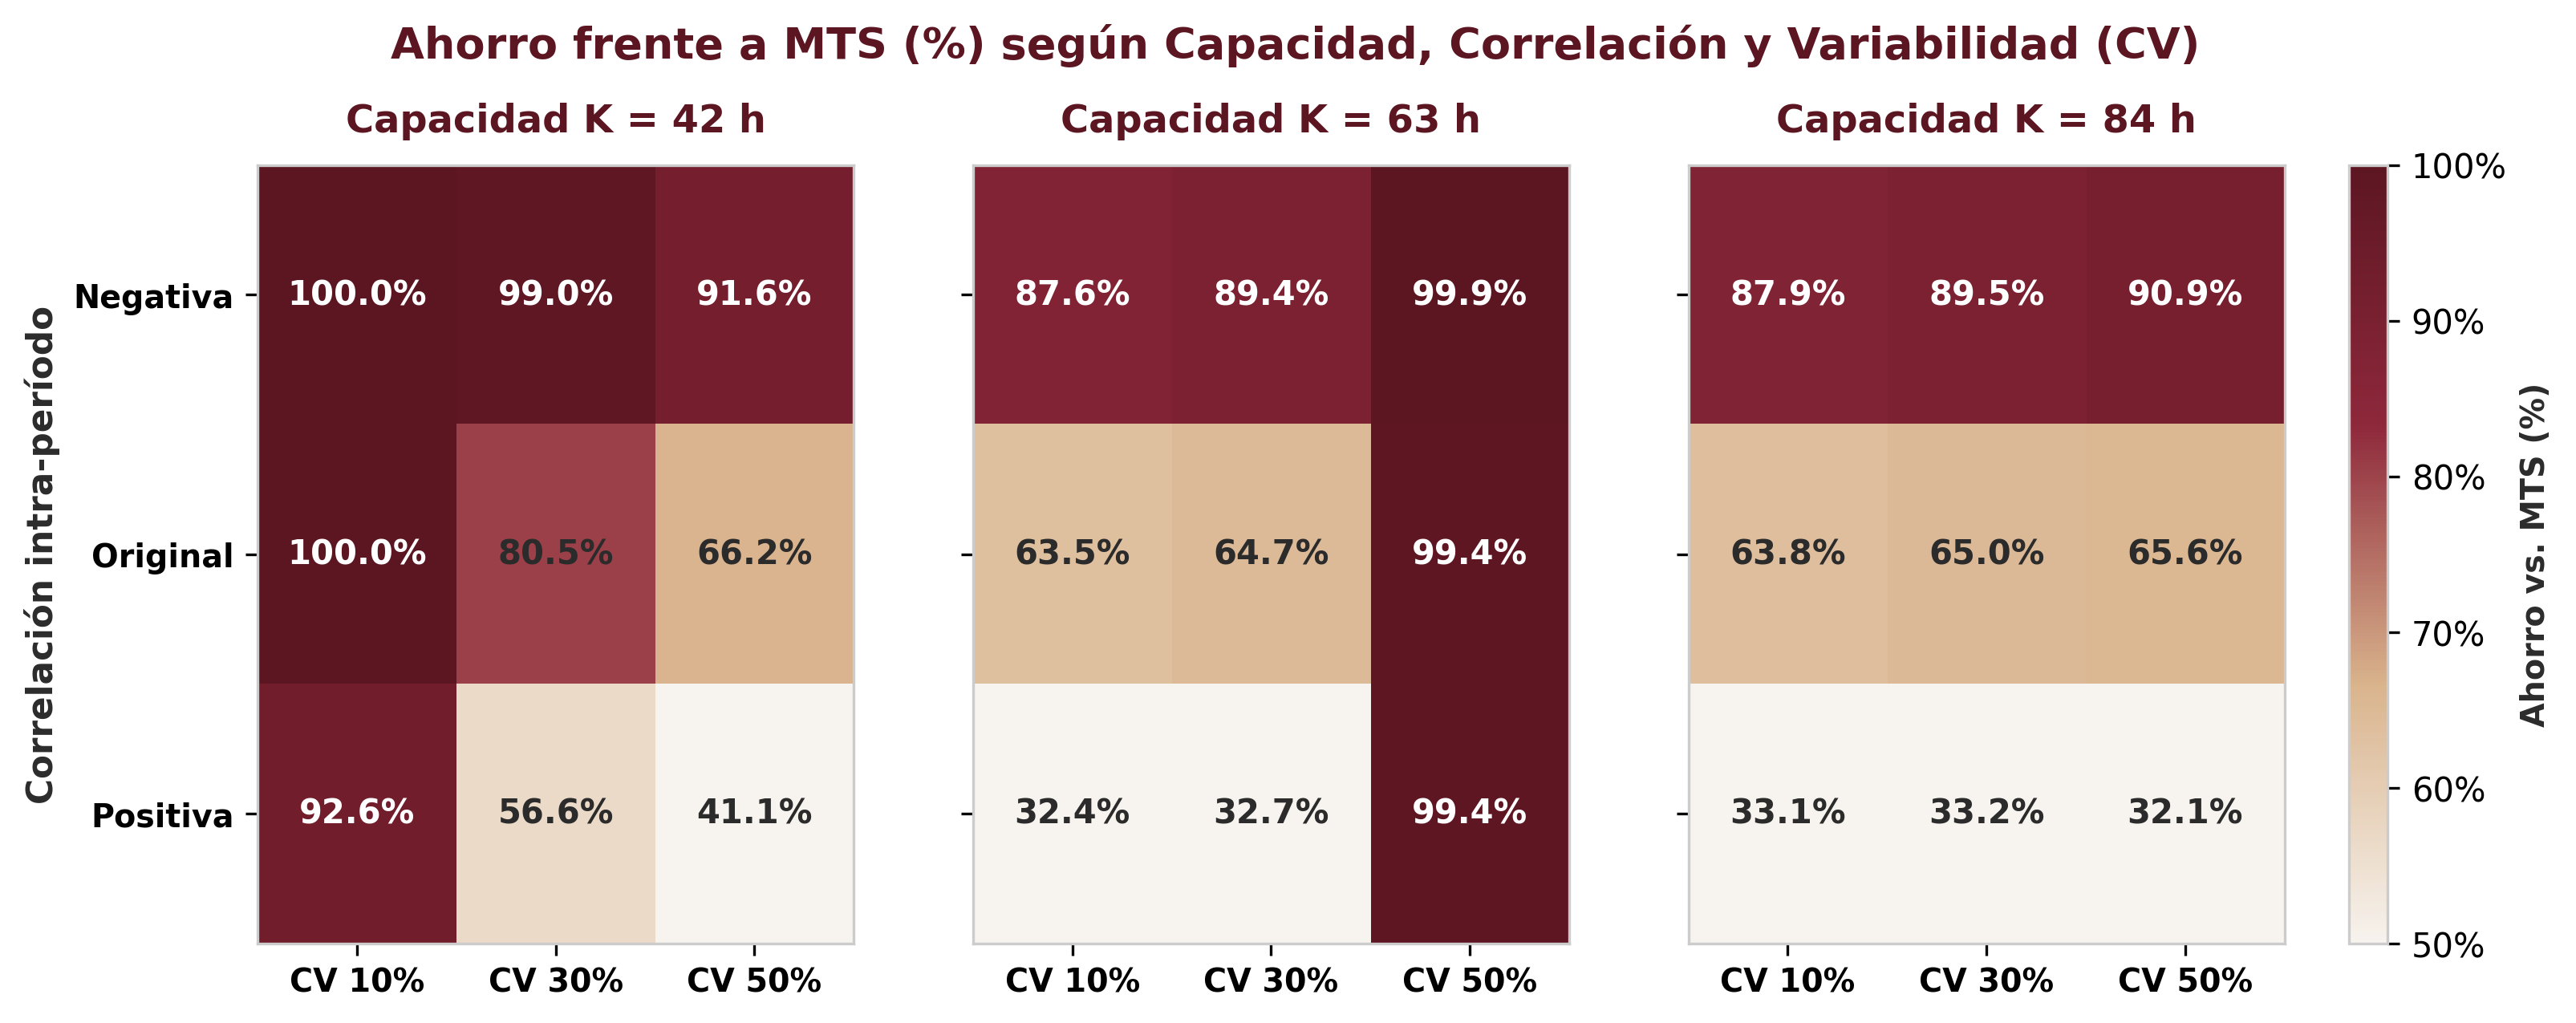 Ahorro frente a MTS (%) según Capacidad, Correlación y Variabilidad (CV)
Capacidad K = 42 h
Capacidad K = 63 h
Capacidad K = 84 h
Correlación intra-período
Negativa
100.0% 99.0% 91.6%
87.6% 89.4% 99.9%
87.9% 89.5% 90.9%
Original
100.0% 80.5% 66.2%
63.5% 64.7% 99.4%
63.8% 65.0% 65.6%
Positiva
92.6% 56.6% 41.1%
32.4% 32.7% 99.4%
33.1% 33.2% 32.1%
CV 10% CV 30% CV 50%
CV 10% CV 30% CV 50%
CV 10% CV 30% CV 50%
100%
90%
80%
70%
60%
50%
Ahorro vs. MTS (%)